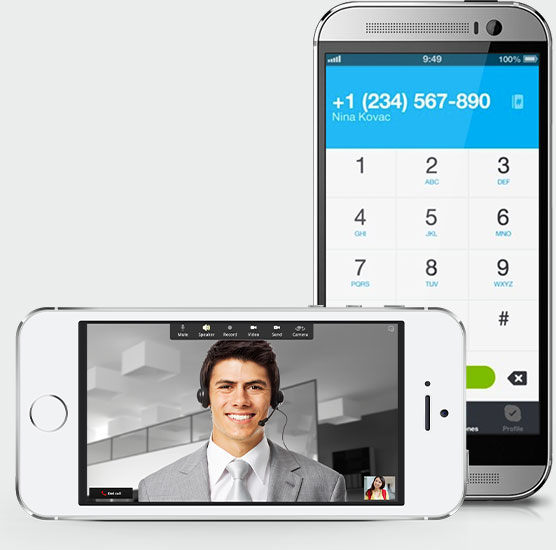 9:49 100%
+1 (234) 567-890
Nina Kovac
1 2 3
ABC DEF
4 5 6
GHI JKL MNO
7 8 9
PQRS TUV WXYZ
#
nes Profile
Mute Speaker Record Video Send Camera
End call